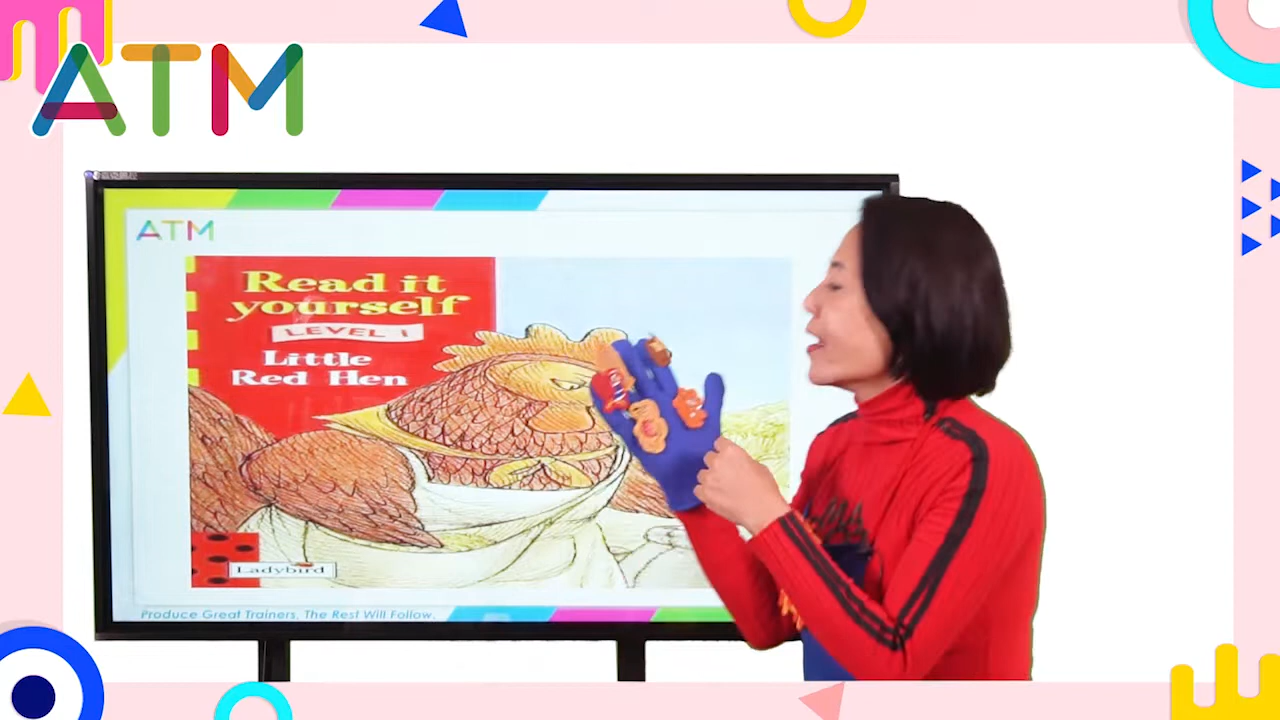 ATM
ATM
Read it
yourself
LEVEL 1
Little
Red Hen
Ladybird
Produce Great Trainers, The Rest Will Follow.